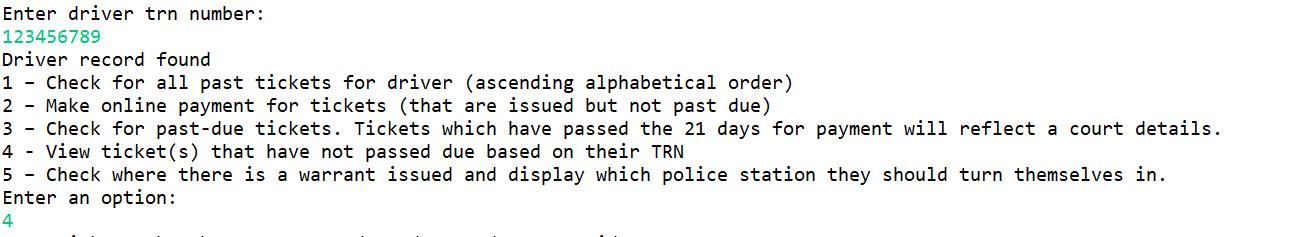 Enter driver trn number:
123456789
Driver record found
1 – Check for all past tickets for driver (ascending alphabetical order)
2 – Make online payment for tickets (that are issued but not past due)
3 – Check for past-due tickets. Tickets which have passed the 21 days for payment will reflect a court details.
4 - View ticket(s) that have not passed due based on their TRN
5 – Check where there is a warrant issued and display which police station they should turn themselves in.
Enter an option:
4